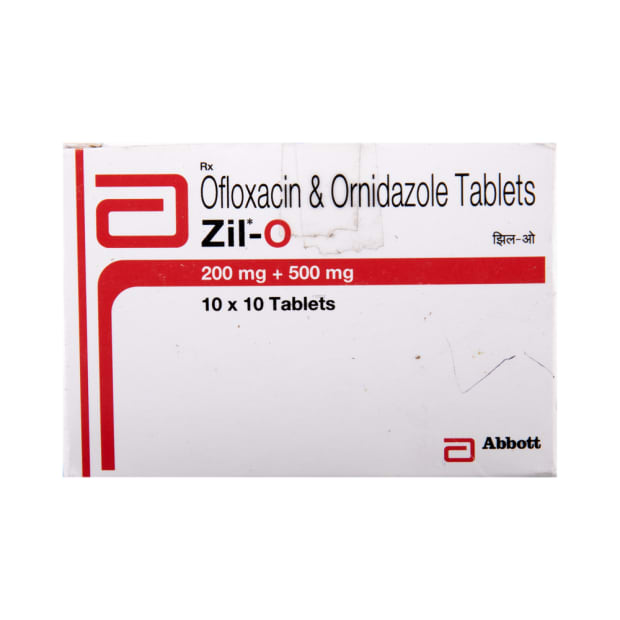 Rx
Ofloxacin & Ornidazole Tablets
Zil*-O
झिल-ओ
200 mg + 500 mg
10 x 10 Tablets
Abbott